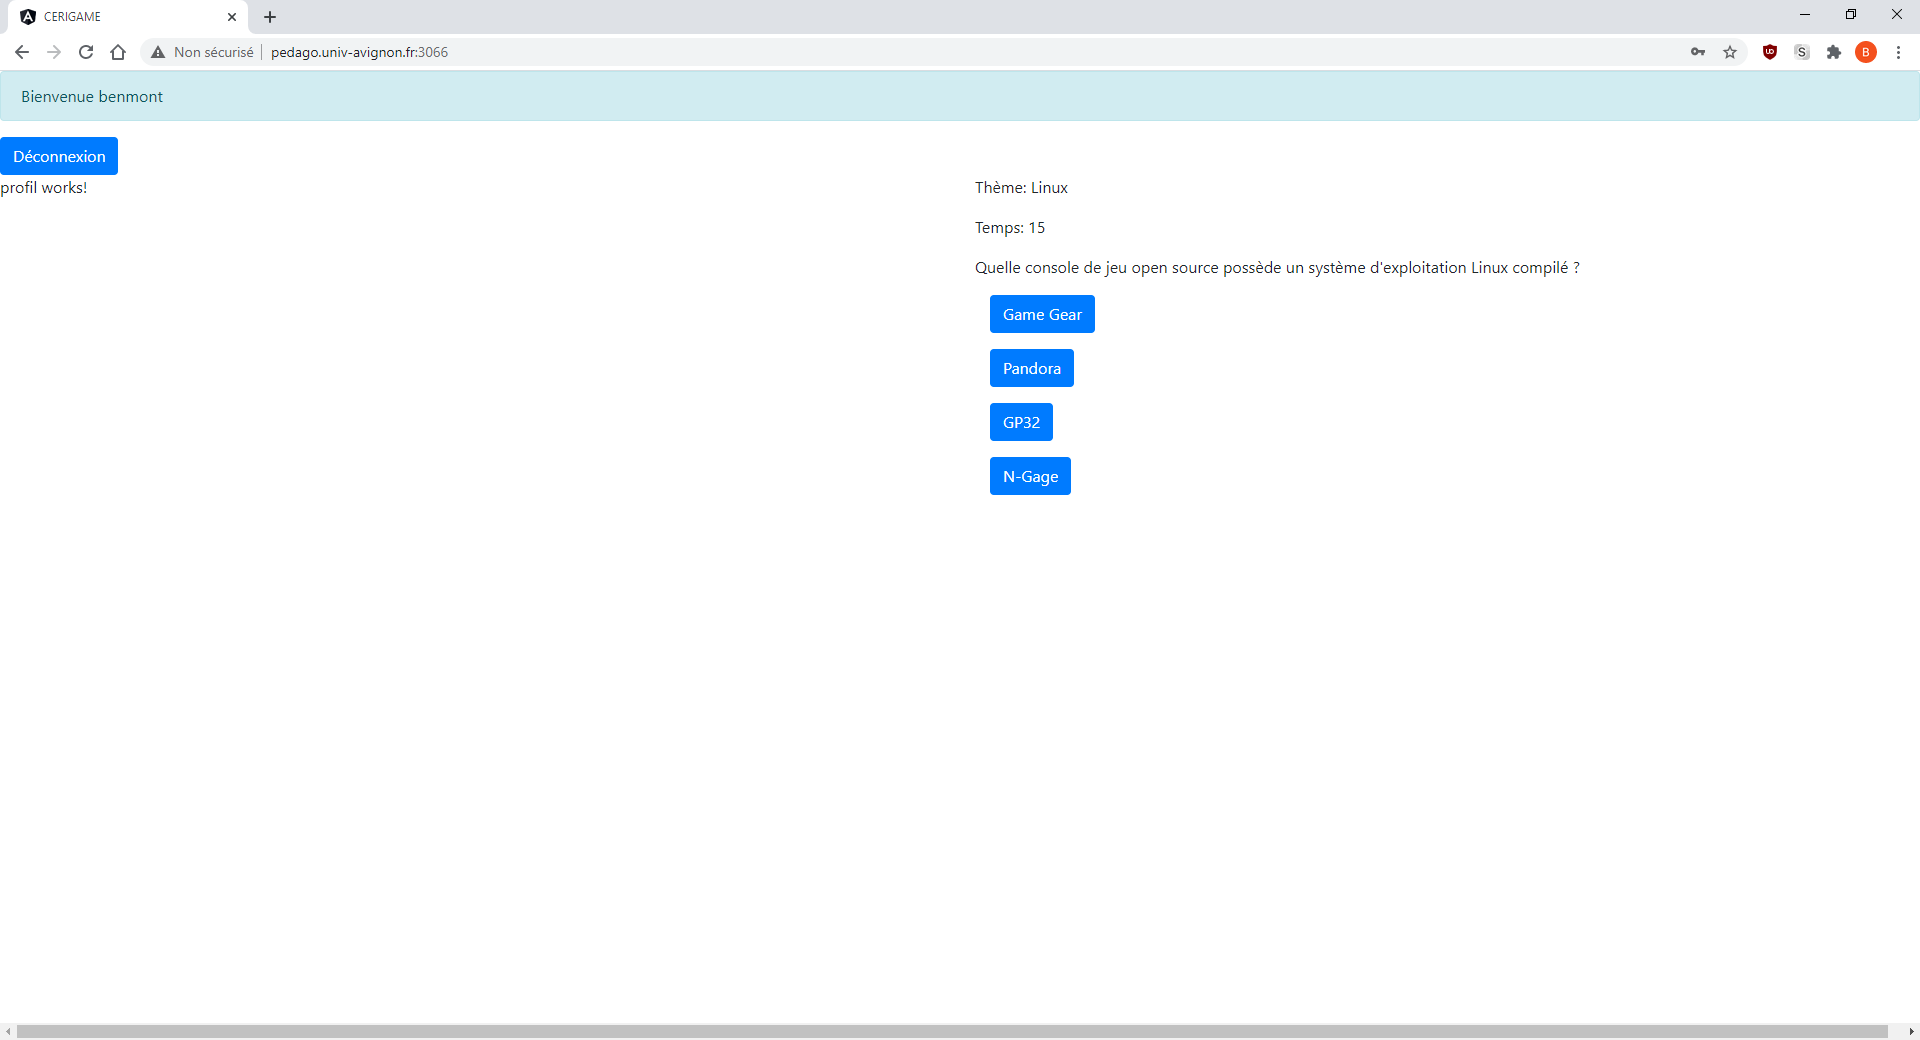 CERIGAME
Non sécurisé
pedago.univ-avignon.fr:3066
S
B
Bienvenue benmont
Déconnexion
profil works!
Thème: Linux
Temps: 15
Quelle console de jeu open source possède un système d'exploitation Linux compilé ?
Game Gear
Pandora
GP32
N-Gage